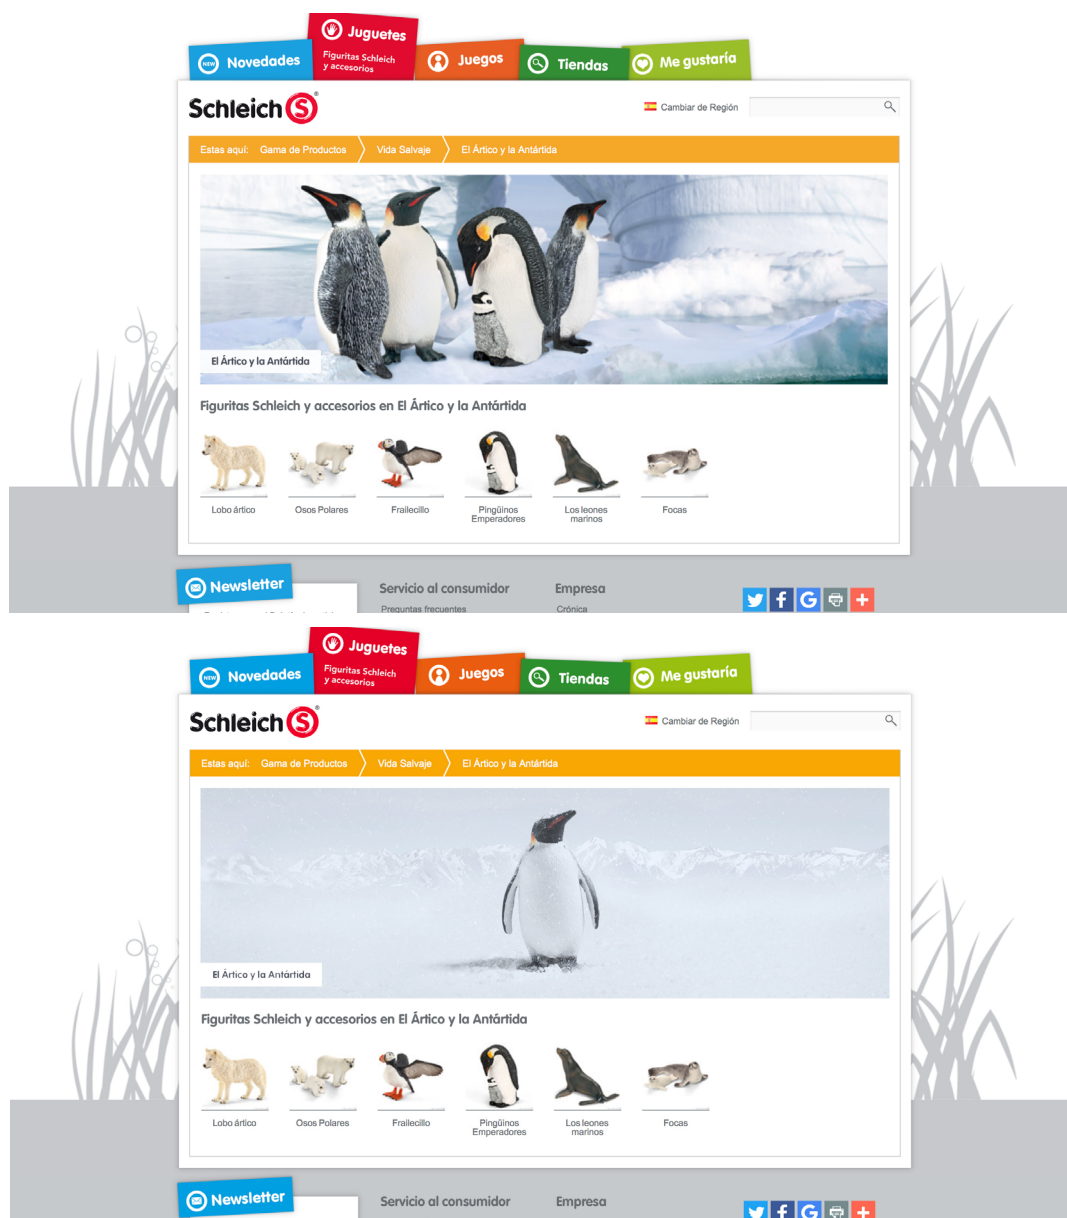 Juguetes
Figuritas Schleich
y accesorios
NEW Novedades
Juegos
Tiendas
Me gustaría
Schleich S ®
Cambiar de Región
Estas aquí: Gama de Productos Vida Salvaje El Ártico y la Antártida
El Ártico y la Antártida
Figuritas Schleich y accesorios en El Ártico y la Antártida
Lobo ártico Osos Polares Frailecillo Pingüinos Emperadores Los leones marinos Focas
Newsletter
Servicio al consumidor Empresa
Preguntas frecuentes Crónica
Juguetes
Figuritas Schleich
y accesorios
NEW Novedades
Juegos
Tiendas
Me gustaría
Schleich S ®
Cambiar de Región
Estas aquí: Gama de Productos Vida Salvaje El Ártico y la Antártida
El Ártico y la Antártida
Figuritas Schleich y accesorios en El Ártico y la Antártida
Lobo ártico Osos Polares Frailecillo Pingüinos Emperadores Los leones marinos Focas
Newsletter
Servicio al consumidor Empresa